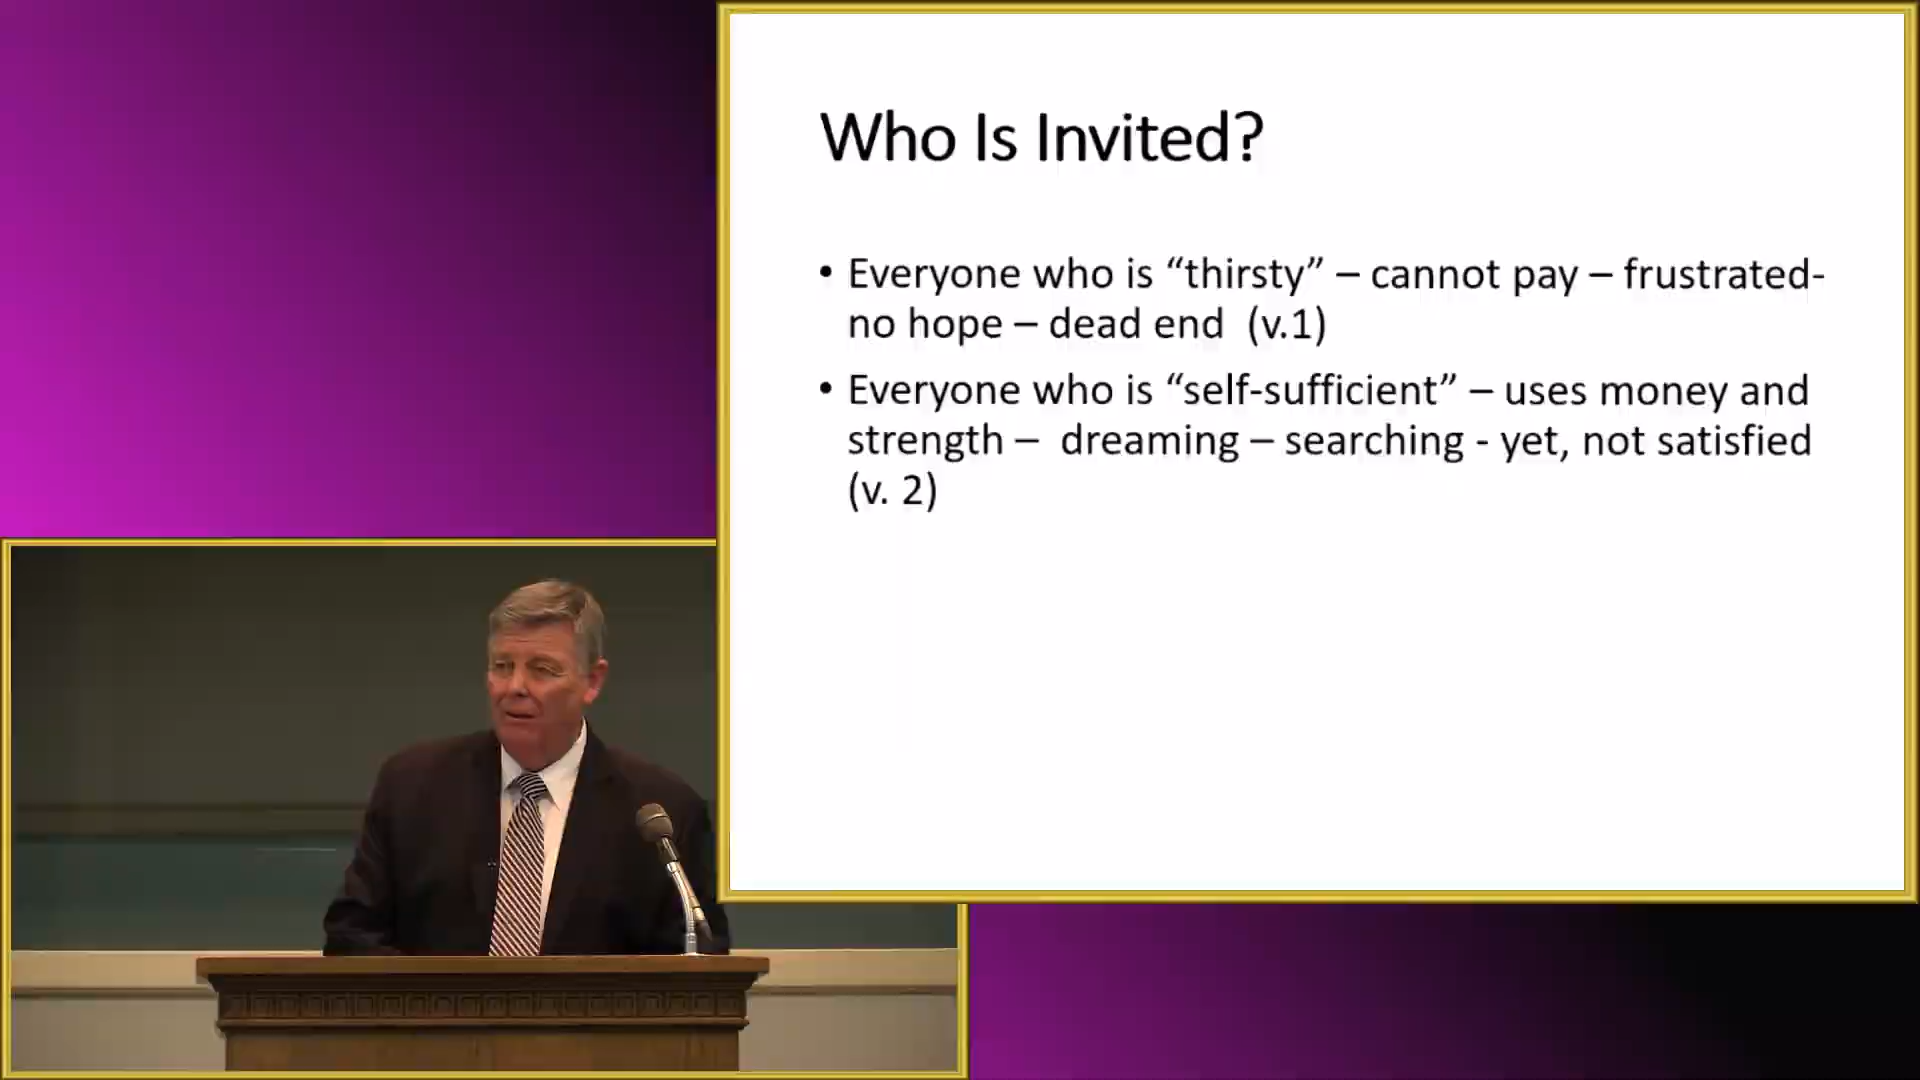 Who Is Invited?
• Everyone who is “thirsty” – cannot pay – frustrated-
no hope – dead end  (v.1)
• Everyone who is “self-sufficient” – uses money and
strength –  dreaming – searching - yet, not satisfied
(v. 2)